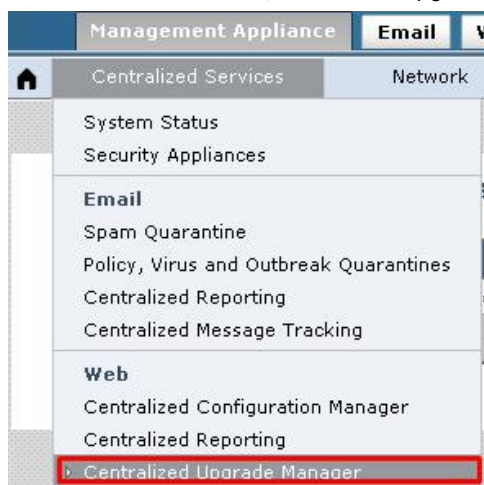 Management Appliance Email
Centralized Services Network
System Status
Security Appliances
Email
Spam Quarantine
Policy, Virus and Outbreak Quarantines
Centralized Reporting
Centralized Message Tracking
Web
Centralized Configuration Manager
Centralized Reporting
Centralized Upgrade Manager